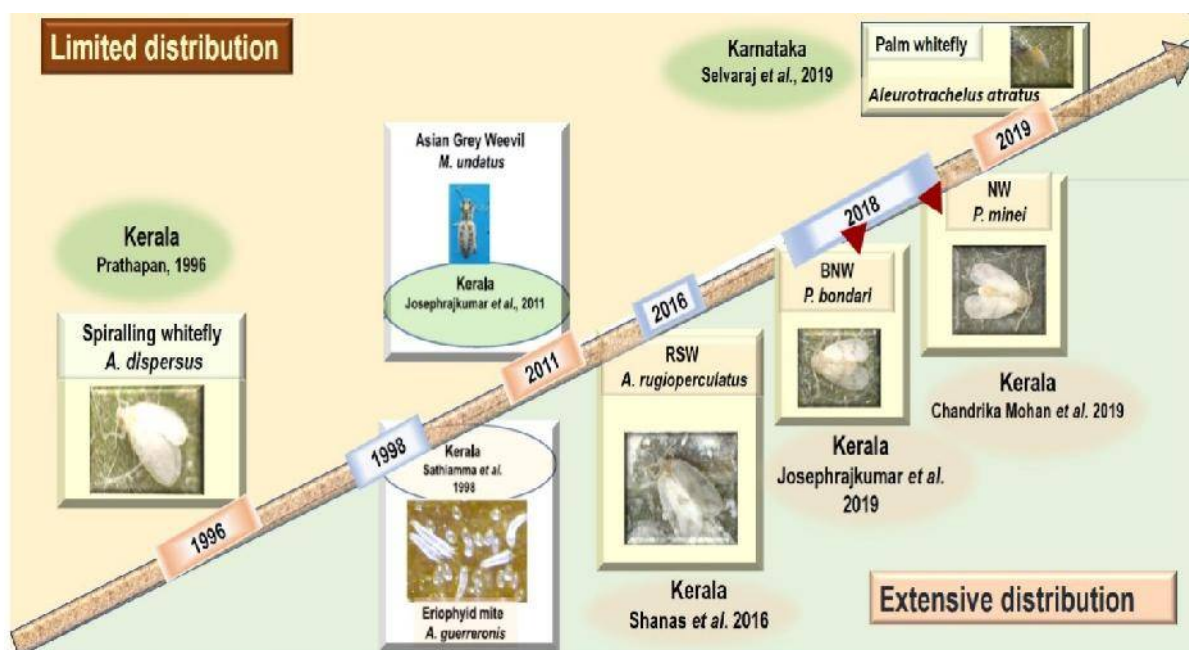 Limited distribution
Kerala
Prathapan, 1996
Spiralling whitefly
A. dispersus
1996
1998
Kerala
Sathiamma et al.
1998
Eriophyid mite
A. guerreronis
Asian Grey Weevil
M. undatus
Kerala
Josephrajkumar et al., 2011
2011
2016
RSW
A. rugioperculatus
Kerala
Shanas et al. 2016
2018
BNW
P. bondari
Kerala
Josephrajkumar et al.
2019
NW
P. minei
Kerala
Chandrika Mohan et al. 2019
Karnataka
Selvaraj et al., 2019
Palm whitefly
Aleurotrachelus atratus
2019
Extensive distribution